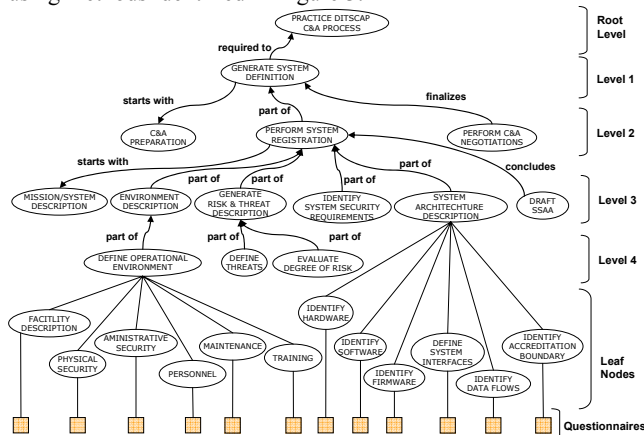 PRACTICE DITSCAP
C&A PROCESS
Root
Level
required to
GENERATE SYSTEM
DEFINITION
Level 1
starts with
part of
finalizes
C&A
PREPARATION
PERFORM SYSTEM
REGISTRATION
PERFORM C&A
NEGOTIATIONS
Level 2
starts with
part of
part of
part of
part of
concludes
MISSION/SYSTEM
DESCRIPTION
ENVIRONMENT
DESCRIPTION
GENERATE
RISK & THREAT
DESCRIPTION
IDENTIFY
SYSTEM SECURITY
REQUIREMENTS
SYSTEM
ARCHITECHTURE
DESCRIPTION
DRAFT
SSAA
Level 3
part of
part of
part of
DEFINE OPERATIONAL
ENVIRONMENT
DEFINE
THREATS
EVALUATE
DEGREE OF RISK
Level 4
FACITLITY
DESCRIPTION
PHYSICAL
SECURITY
AMINISTRATIVE
SECURITY
PERSONNEL
MAINTENANCE
TRAINING
IDENTIFY
HARDWARE
IDENTIFY
SOFTWARE
IDENTIFY
FIRMWARE
DEFINE
SYSTEM
INTERFACES
IDENTIFY
DATA FLOWS
IDENTIFY
ACCREDITATION
BOUNDARY
Leaf
Nodes
Questionnaires